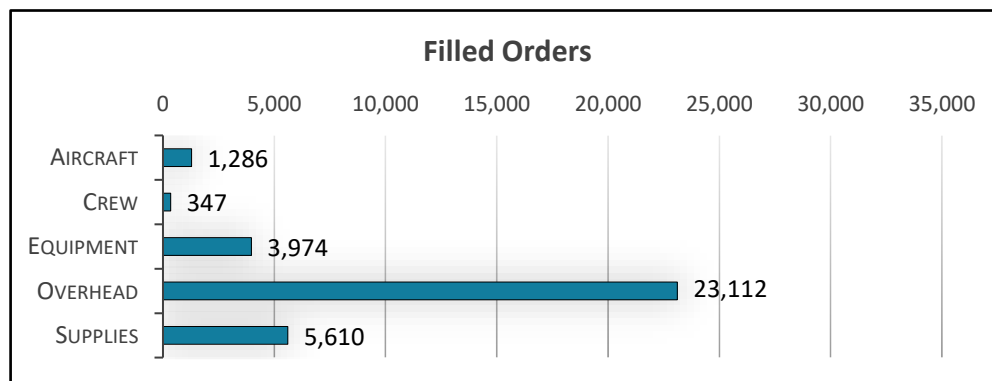 Filled Orders
0 5,000 10,000 15,000 20,000 25,000 30,000 35,000
AIRCRAFT 1,286
CREW 347
EQUIPMENT 3,974
OVERHEAD 23,112
SUPPLIES 5,610